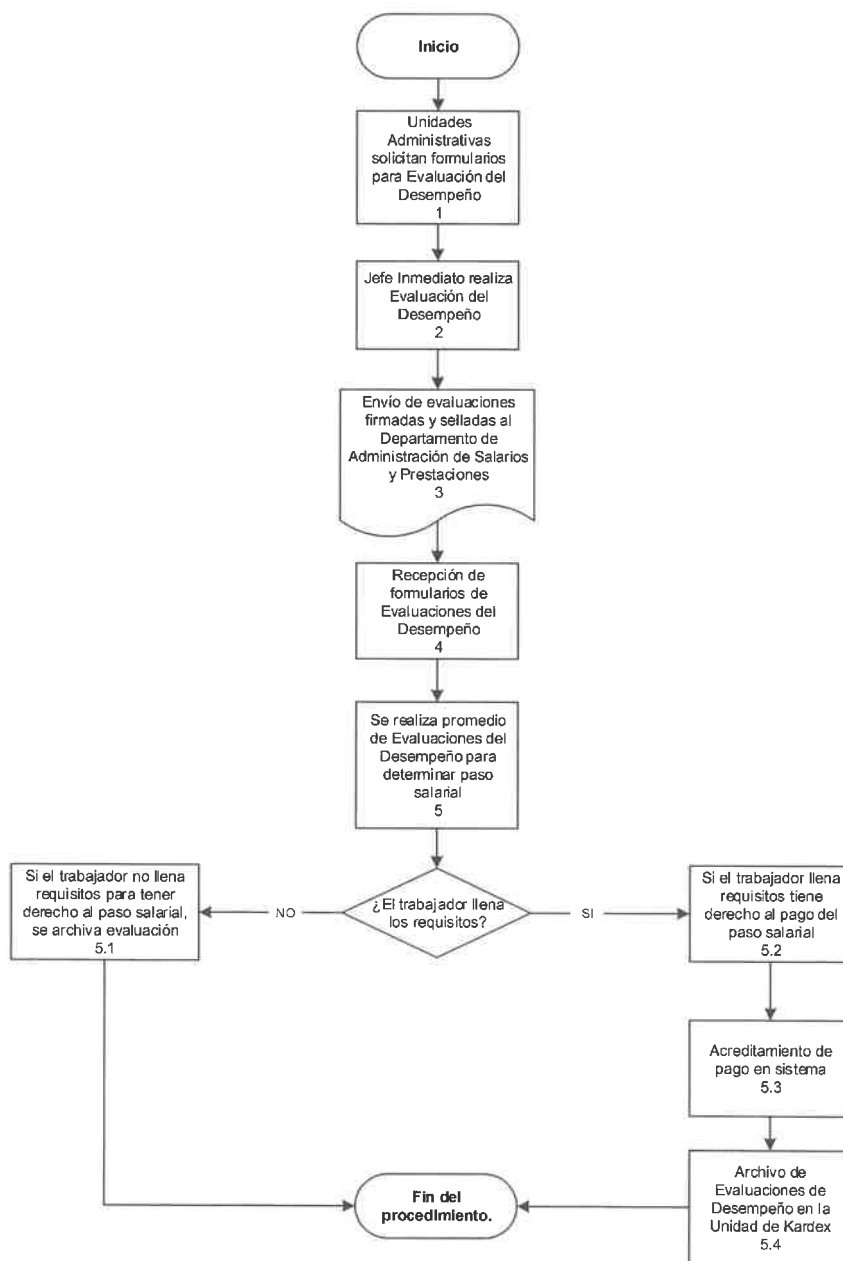 Inicio
Unidades
Administrativas
solicitan formularios
para Evaluación del
Desempeño
1
Jefe Inmediato realiza
Evaluación del
Desempeño
2
Envío de evaluaciones
firmadas y selladas al
Departamento de
Administración de Salarios
y Prestaciones
3
Recepción de
formularios de
Evaluaciones del
Desempeño
4
Se realiza promedio
de Evaluaciones del
Desempeño para
determinar paso
salarial
5
¿El trabajador llena
los requisitos?
NO
Si el trabajador no llena
requisitos para tener
derecho al paso salarial,
se archiva evaluación
5.1
SI
Si el trabajador llena
requisitos tiene
derecho al pago del
paso salarial
5.2
Acreditamiento de
pago en sistema
5.3
Archivo de
Evaluaciones de
Desempeño en la
Unidad de Kardex
5.4
Fin del
procedimiento.